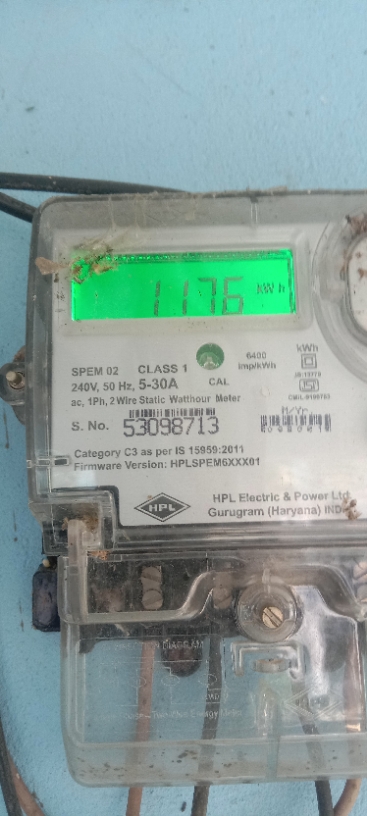 1176 kWh
SPEM 02 CLASS 1
240V, 50 Hz, 5-30A CAL
6400
imp/kWh
kWh
ac, 1Ph, 2 Wire Static Watthour Meter
S. No. 53098713
Category C3 as per IS 15959:2011
Firmware Version: HPLSPEM6XXX01
HPL
HPL Electric & Power Ltd
Gurugram (Haryana) IND